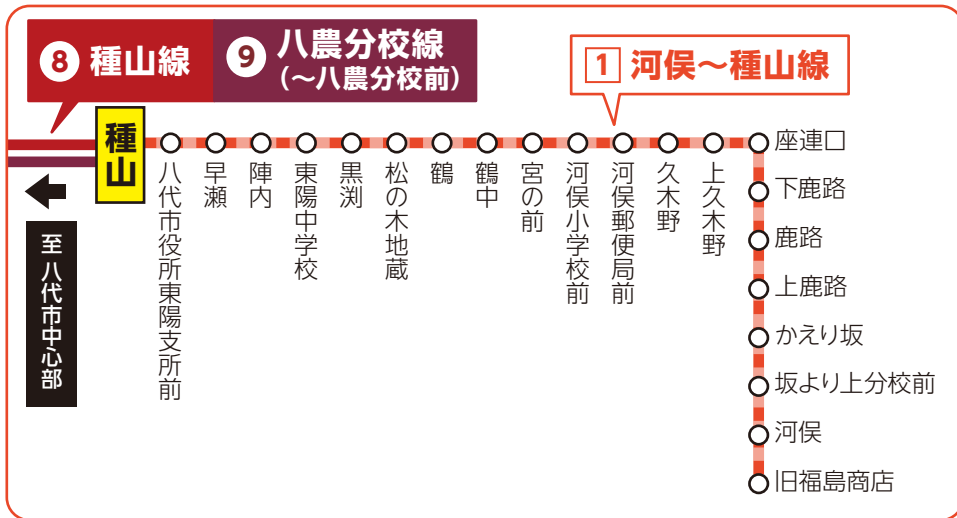 8 種山線
9 八農分校線
(～八農分校前)
1 河俣～種山線
種山
八代市役所東陽支所前
早瀬
陣内
東陽中学校
黒渕
松の木地蔵
鶴
鶴中
宮の前
河俣小学校前
河俣郵便局前
久木野
上久木野
座連口
下鹿路
鹿路
上鹿路
かえり坂
坂より上分校前
河俣
旧福島商店
至 八代市中心部